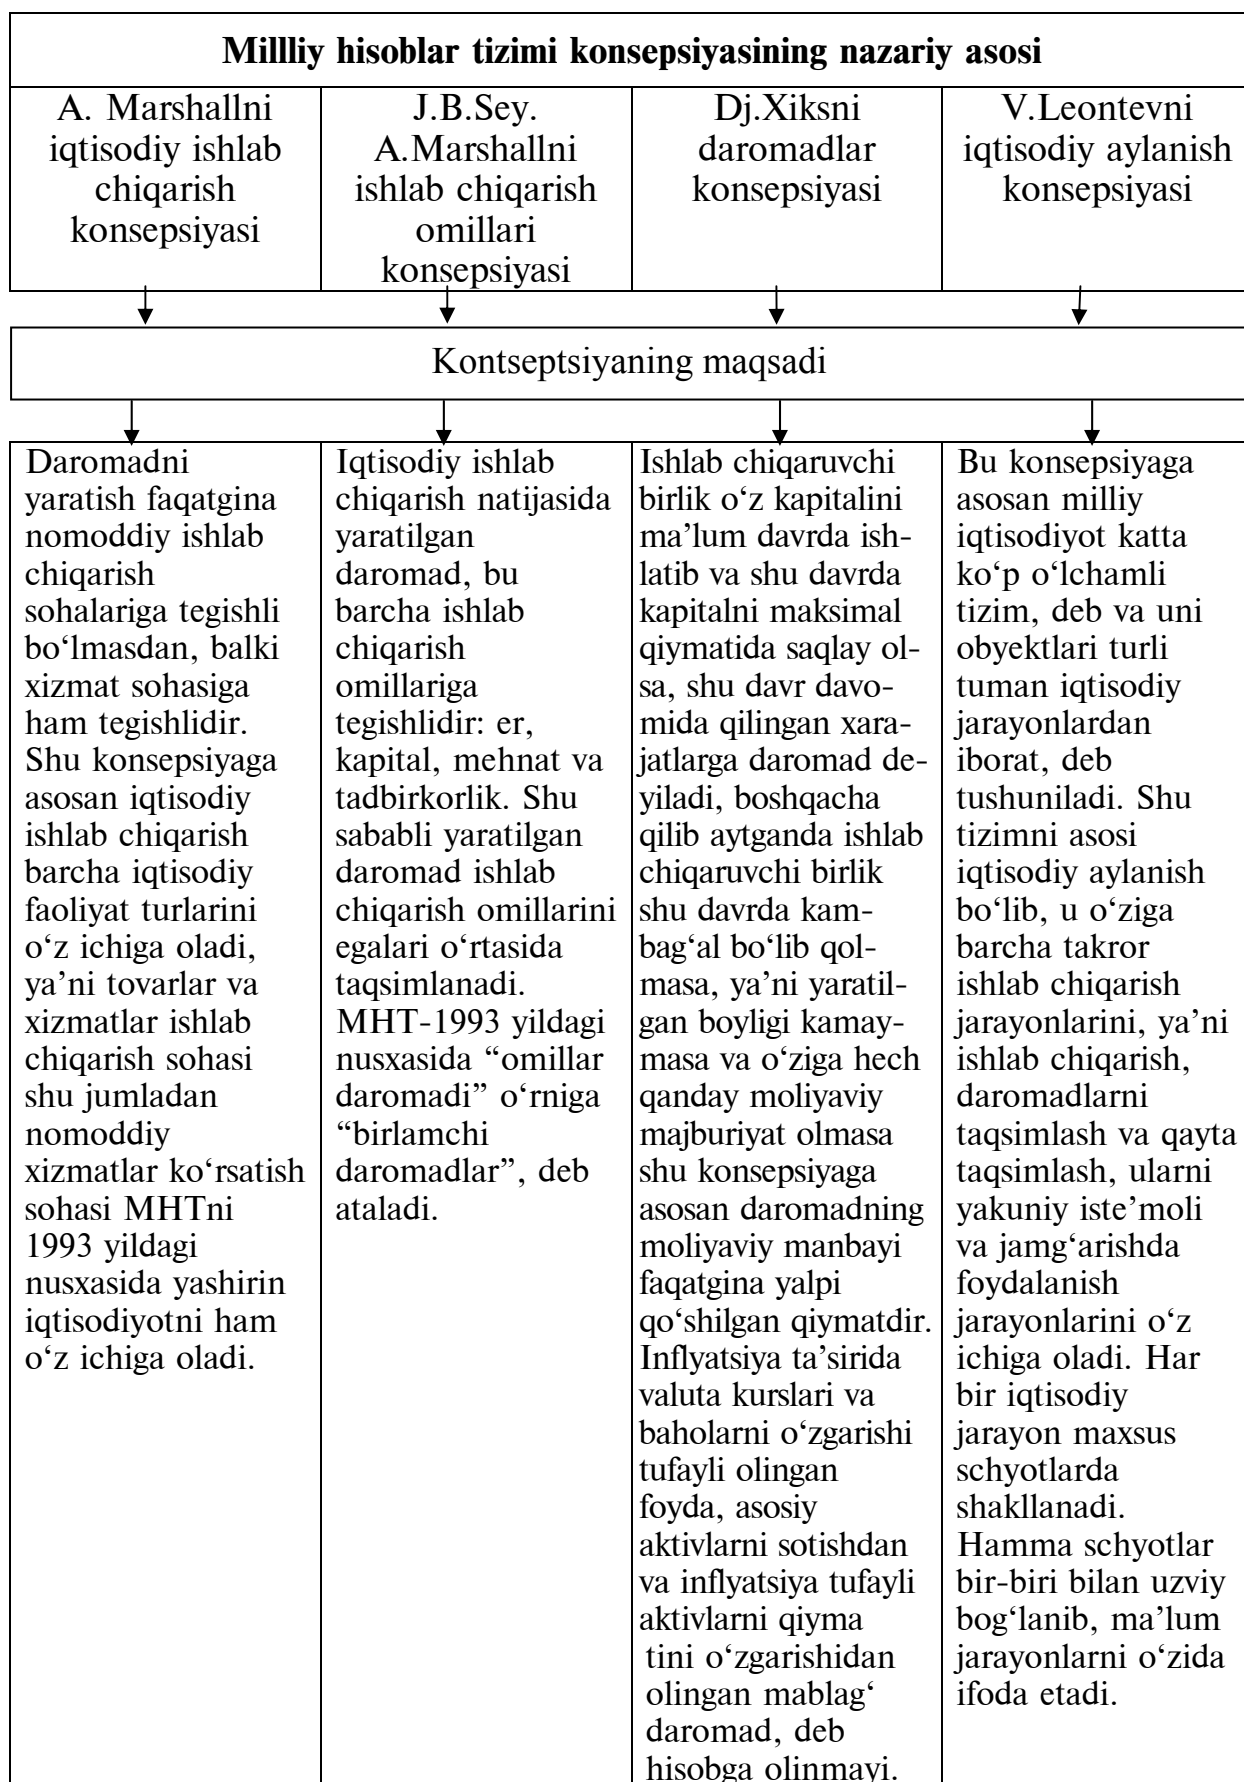 Millliy hisoblar tizimi konsepsiyasining nazariy asosi
A. Marshallni
iqtisodiy ishlab
chiqarish
konsepsiyasi
J.B.Sey.
A.Marshallni
ishlab chiqarish
omillari
konsepsiyasi
Dj.Xiksni
daromadlar
konsepsiyasi
V.Leontevni
iqtisodiy aylanish
konsepsiyasi
Kontseptsiyaning maqsadi
Daromadni
yaratish faqatgina
nomoddiy ishlab
chiqarish
sohalariga tegishli
bo‘lmasdan, balki
xizmat sohasiga
ham tegishlidir.
Shu konsepsiyaga
asosan iqtisodiy
ishlab chiqarish
barcha iqtisodiy
faoliyat turlarini
o‘z ichiga oladi,
ya’ni tovarlar va
xizmatlar ishlab
chiqarish sohasi
shu jumladan
nomoddiy
xizmatlar ko‘rsatish
sohasi MHTni
1993 yildagi
nusxasida yashirin
iqtisodiyotni ham
o‘z ichiga oladi.
Iqtisodiy ishlab
chiqarish natijasida
yaratilgan
daromad, bu
barcha ishlab
chiqarish
omillariga
tegishlidir: er,
kapital, mehnat va
tadbirkorlik. Shu
sababli yaratilgan
daromad ishlab
chiqarish omillarini
egalari o‘rtasida
taqsimlanadi.
MHT-1993 yildagi
nusxasida “omillar
daromadi” o‘rniga
“birlamchi
daromadlar”, deb
ataladi.
Ishlab chiqaruvchi
birlik o‘z kapitalini
ma’lum davrda ish-
latib va shu davrda
kapitalni maksimal
qiymatida saqlay ol-
sa, shu davr davo-
mida qilingan xara-
jatlarga daromad de-
yiladi, boshqacha
qilib aytganda ishlab
chiqaruvchi birlik
shu davrda kam-
bag‘al bo‘lib qol-
masa, ya’ni yaratil-
gan boyligi kamay-
masa va o‘ziga hech
qanday moliyaviy
majburiyat olmasa
shu konsepsiyaga
asosan daromadning
moliyaviy manbayi
faqatgina yalpi
qo‘shilgan qiymatdir.
Inflyatsiya ta’sirida
valuta kurslari va
baholarni o‘zgarishi
tufayli olingan
foyda, asosiy
aktivlarni sotishdan
va inflyatsiya tufayli
aktivlarni qiyma
tini o‘zgarishidan
olingan mablag‘
daromad, deb
hisobga olinmayi.
Bu konsepsiyaga
asosan milliy
iqtisodiyot katta
ko‘p o‘lchamli
tizim, deb va uni
obyektlari turli
tuman iqtisodiy
jarayonlardan
iborat, deb
tushuniladi. Shu
tizimni asosi
iqtisodiy aylanish
bo‘lib, u o‘ziga
barcha takror
ishlab chiqarish
jarayonlarini, ya’ni
ishlab chiqarish,
daromadlarni
taqsimlash va qayta
taqsimlash, ularni
yakuniy iste’moli
va jamg‘arishda
foydalanish
jarayonlarini o‘z
ichiga oladi. Har
bir iqtisodiy
jarayon maxsus
schyotlarda
shakllanadi.
Hamma schyotlar
bir-biri bilan uzviy
bog‘lanib, ma’lum
jarayonlarni o‘zida
ifoda etadi.